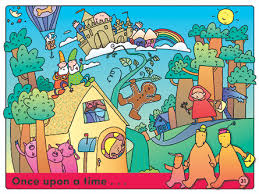 Once upon a time . . .
31